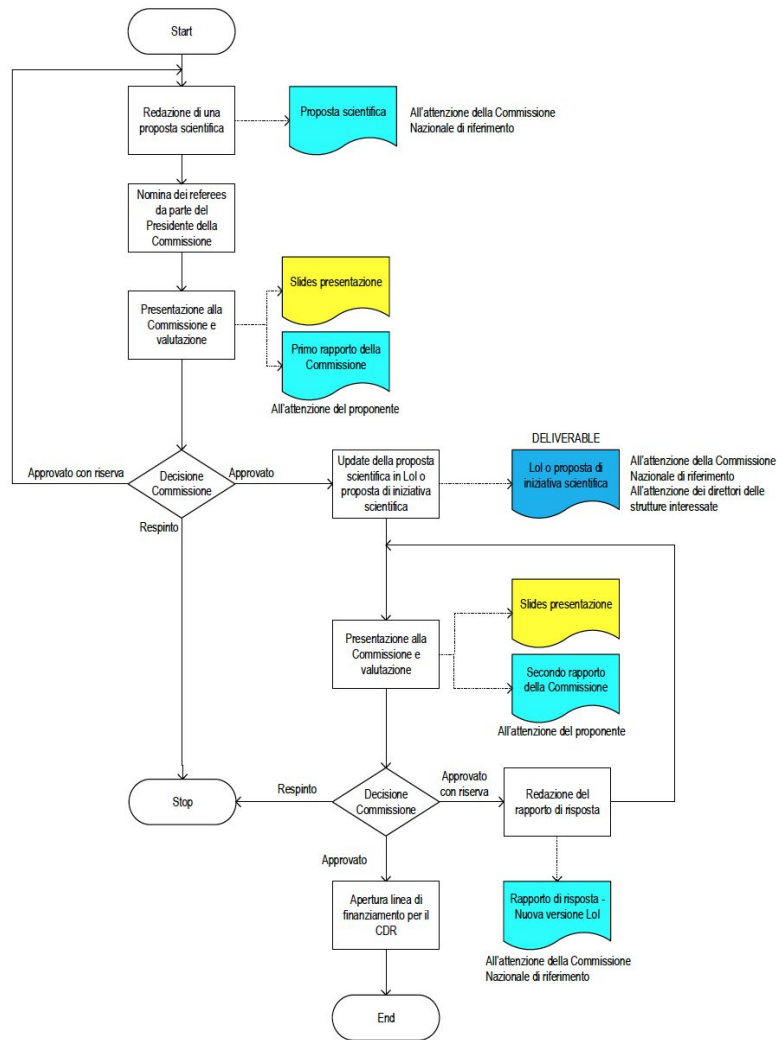 Start
Redazione di una
proposta scientifica
Proposta scientifica
All'attenzione della Commissione
Nazionale di riferimento
Nomina dei referees
da parte del
Presidente della
Commissione
Slides presentazione
Presentazione alla
Commissione e
valutazione
Primo rapporto della
Commissione
All'attenzione del proponente
DELIVERABLE
Approvato con riserva
Decisione
Commissione
Approvato
Respinto
Update della proposta
scientifica in LoI o
proposta di iniziativa
scientifica
LoI o proposta di
iniziativa scientifica
All'attenzione della Commissione
Nazionale di riferimento
All'attenzione dei direttori delle
strutture interessate
Slides presentazione
Presentazione alla
Commissione e
valutazione
Secondo rapporto
della Commissione
All'attenzione del proponente
Stop
Respinto
Decisione
Commissione
Approvato
con riserva
Redazione del
rapporto di risposta
Approvato
Apertura linea di
finanziamento per il
CDR
Rapporto di risposta -
Nuova versione LoI
All'attenzione della Commissione
Nazionale di riferimento
End